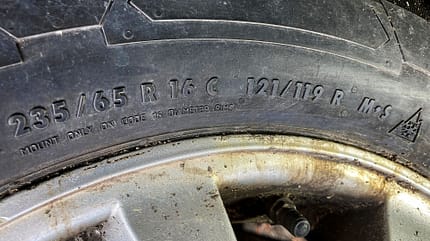 235/65 R 16 C 121/119 R M+S
MOUNT ONLY ON CODE 16 DIAMETER RIMS